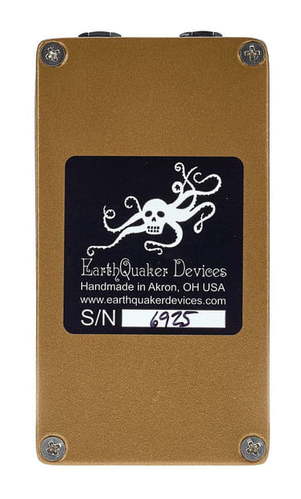 EarthQuaker Devices
Handmade in Akron, OH USA
www.earthquakerdevices.com
S/N 6925